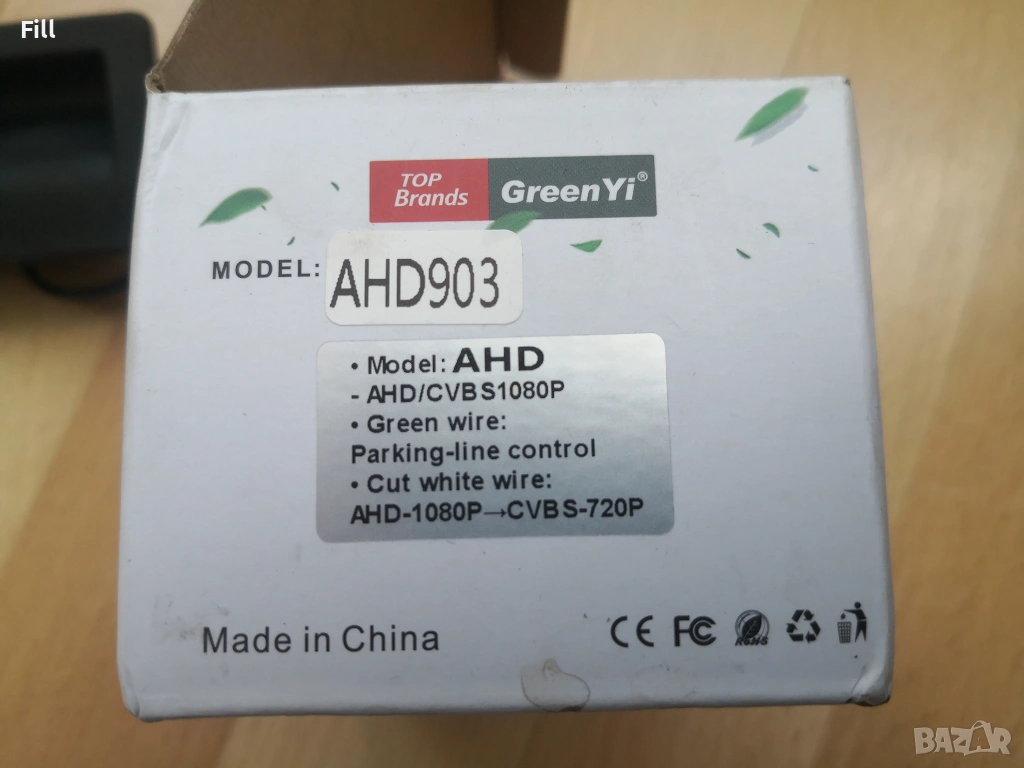 Fill
TOP
Brands
GreenYi®
MODEL: AHD903
• Model: AHD
- AHD/CVBS1080P
• Green wire:
Parking-line control
• Cut white wire:
AHD-1080P→CVBS-720P
Made in China
CE FC ROHS
BAZAR